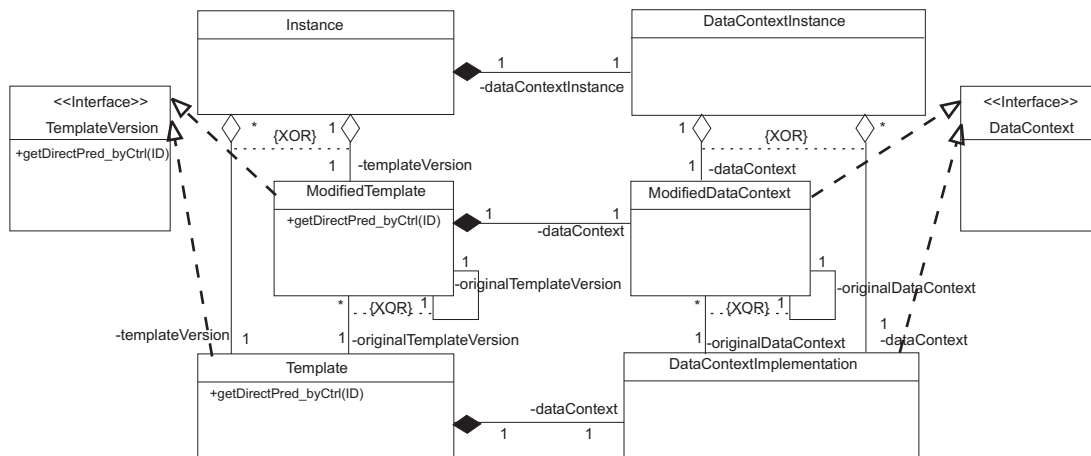 Instance
DataContextInstance
1
1
-dataContextInstance
<<Interface>>
TemplateVersion
+getDirectPred_byCtrl(ID)
<<Interface>>
DataContext
*
{XOR}
1
1
{XOR}
*
1
-templateVersion
1
-dataContext
ModifiedTemplate
+getDirectPred_byCtrl(ID)
ModifiedDataContext
1
1
-dataContext
1
-originalTemplateVersion
1
-originalDataContext
*
{XOR}
1
*
{XOR}
1
-templateVersion
1
1
-originalTemplateVersion
1
-originalDataContext
1
-dataContext
Template
+getDirectPred_byCtrl(ID)
DataContextImplementation
-dataContext
1
1